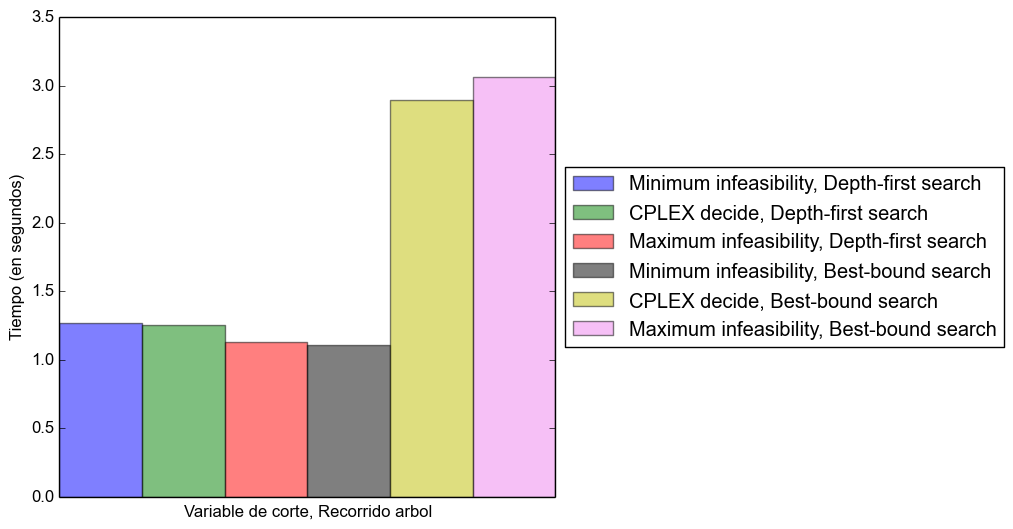 3.5
3.0
2.5
2.0
1.5
1.0
0.5
0.0
Tiempo (en segundos)
Variable de corte, Recorrido arbol
Minimum infeasibility, Depth-first search
CPLEX decide, Depth-first search
Maximum infeasibility, Depth-first search
Minimum infeasibility, Best-bound search
CPLEX decide, Best-bound search
Maximum infeasibility, Best-bound search